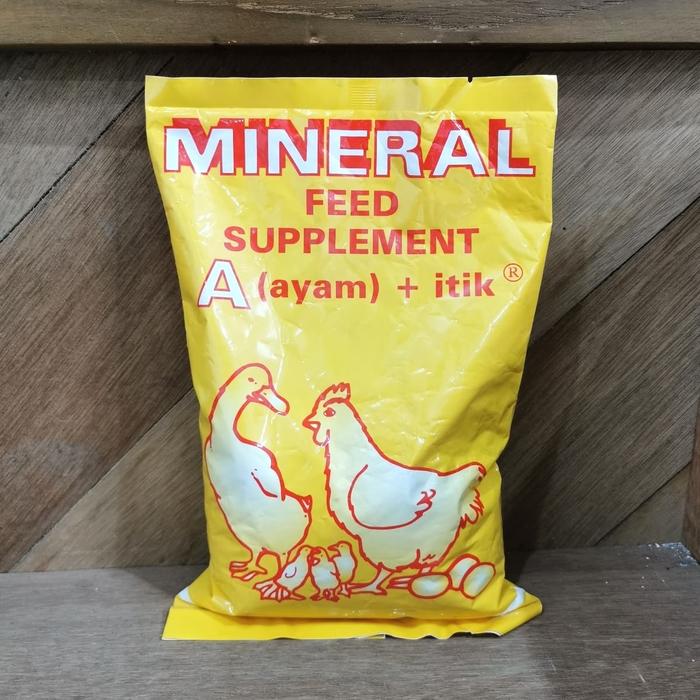 MINERAL
FEED
SUPPLEMENT
A (ayam) + itik ®